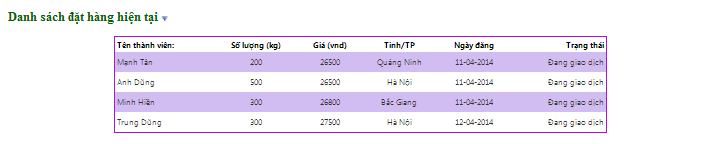 Danh sách đặt hàng hiện tại
Tên thành viên: Số lượng (kg) Giá (vnd) Tỉnh/TP Ngày đăng Trạng thái
Mạnh Tân 200 26500 Quảng Ninh 11-04-2014 Đang giao dịch
Anh Dũng 500 26500 Hà Nội 11-04-2014 Đang giao dịch
Minh Hiền 300 26800 Bắc Giang 11-04-2014 Đang giao dịch
Trung Dũng 300 27500 Hà Nội 12-04-2014 Đang giao dịch